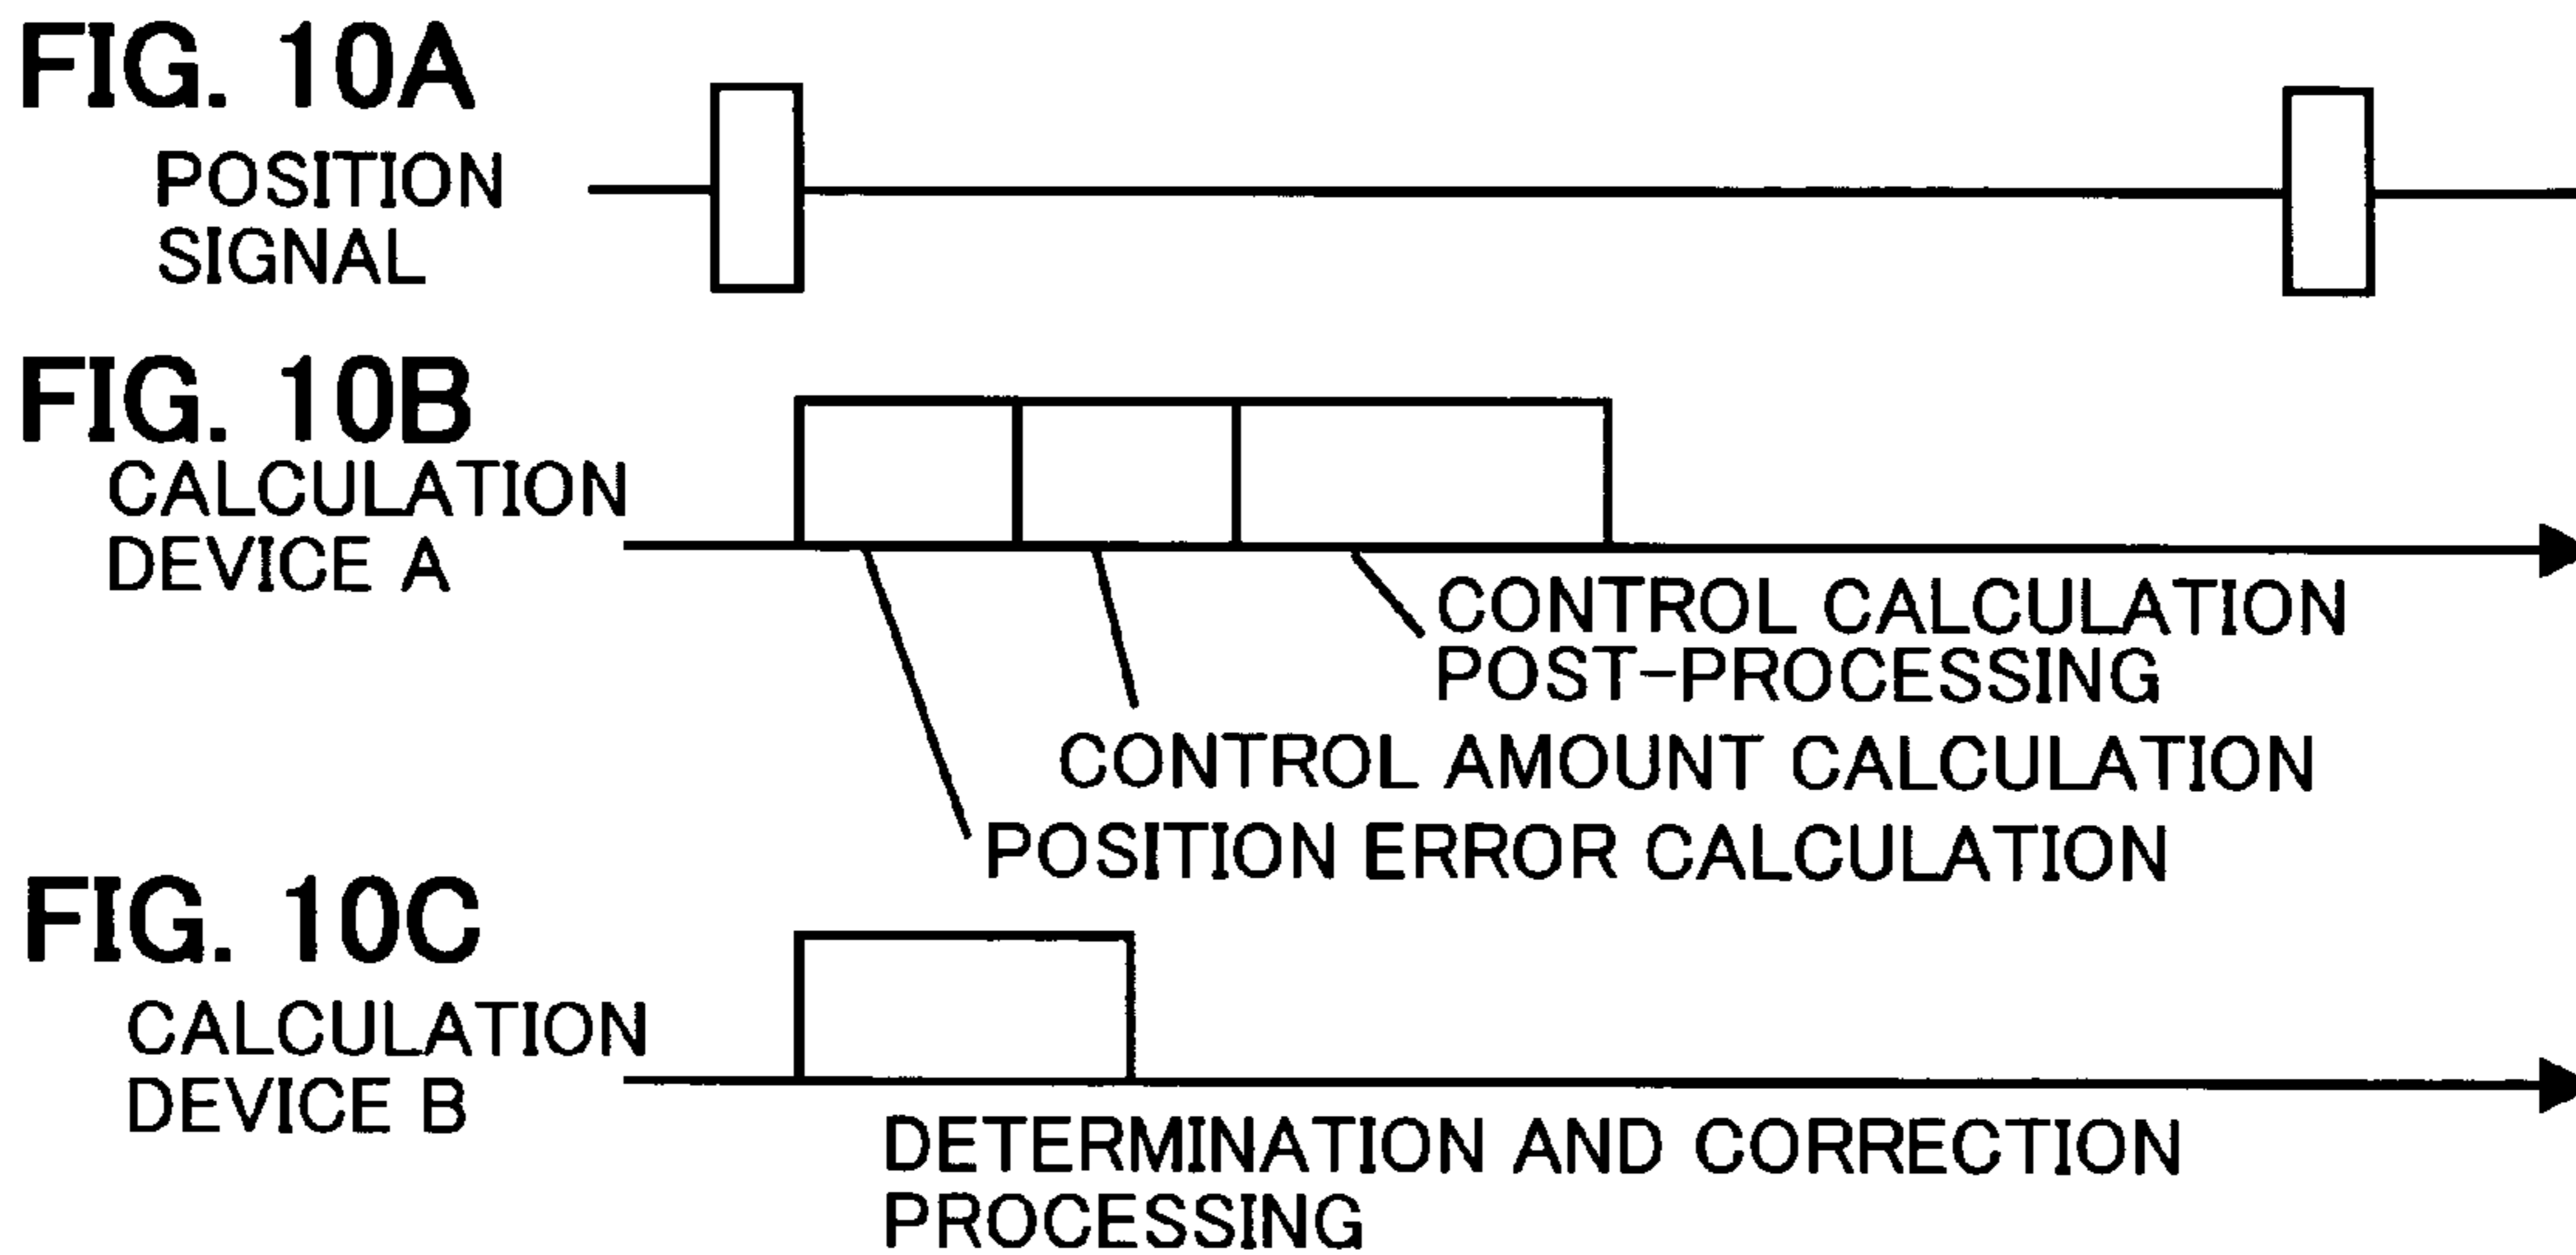 FIG. 10A
POSITION
SIGNAL
FIG. 10B
CALCULATION
DEVICE A
CONTROL CALCULATION
POST-PROCESSING
CONTROL AMOUNT CALCULATION
POSITION ERROR CALCULATION
FIG. 10C
CALCULATION
DEVICE B
DETERMINATION AND CORRECTION
PROCESSING